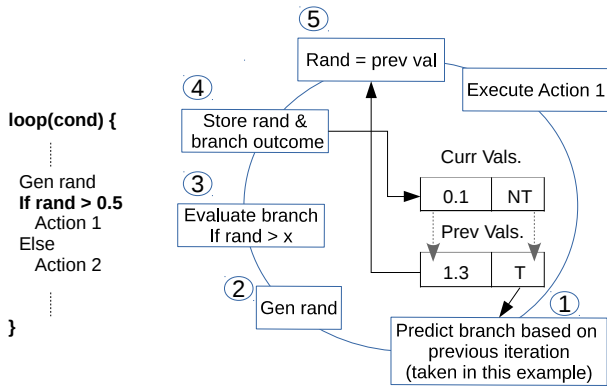 loop(cond) {
Gen rand
If rand > 0.5
Action 1
Else
Action 2
}
5
Rand = prev val
Execute Action 1
4
Store rand &
branch outcome
Curr Vals.
0.1 NT
3
Evaluate branch
If rand > x
Prev Vals.
1.3 T
2
Gen rand
1
Predict branch based on
previous iteration
(taken in this example)